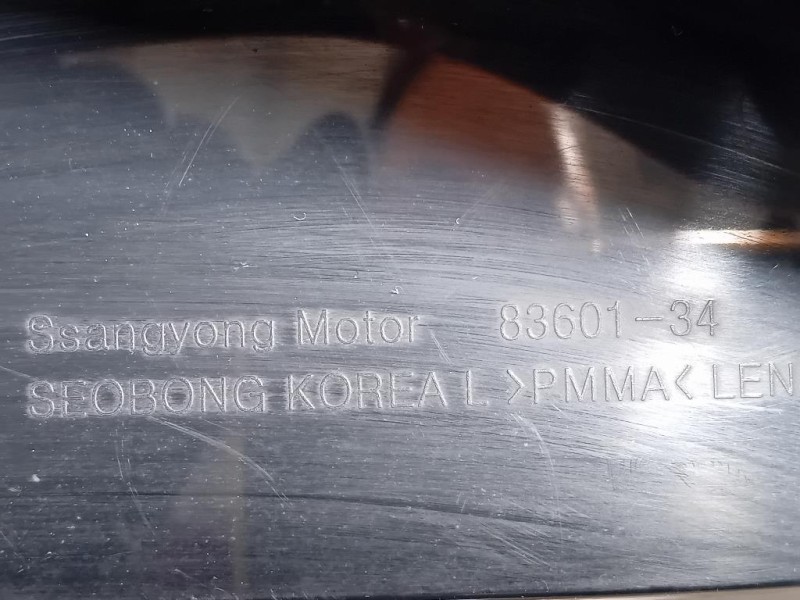 Ssangyong Motor 83601-34
SEOBONG KOREA L >PMMA< LEN